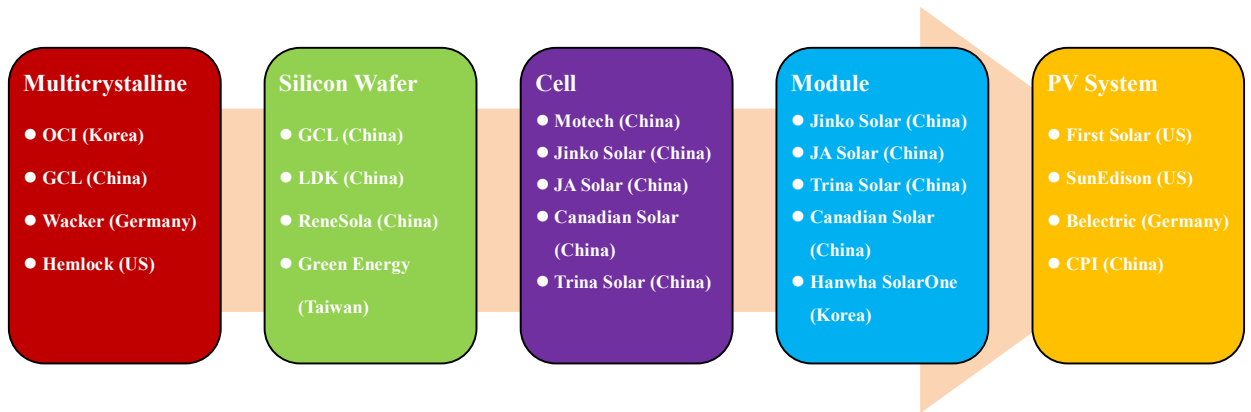 Multicrystalline
● OCI (Korea)
● GCL (China)
● Wacker (Germany)
● Hemlock (US)
Silicon Wafer
● GCL (China)
● LDK (China)
● ReneSola (China)
● Green Energy
(Taiwan)
Cell
● Motech (China)
● Jinko Solar (China)
● JA Solar (China)
● Canadian Solar
(China)
● Trina Solar (China)
Module
● Jinko Solar (China)
● JA Solar (China)
● Trina Solar (China)
● Canadian Solar
(China)
● Hanwha SolarOne
(Korea)
PV System
● First Solar (US)
● SunEdison (US)
● Belectric (Germany)
● CPI (China)